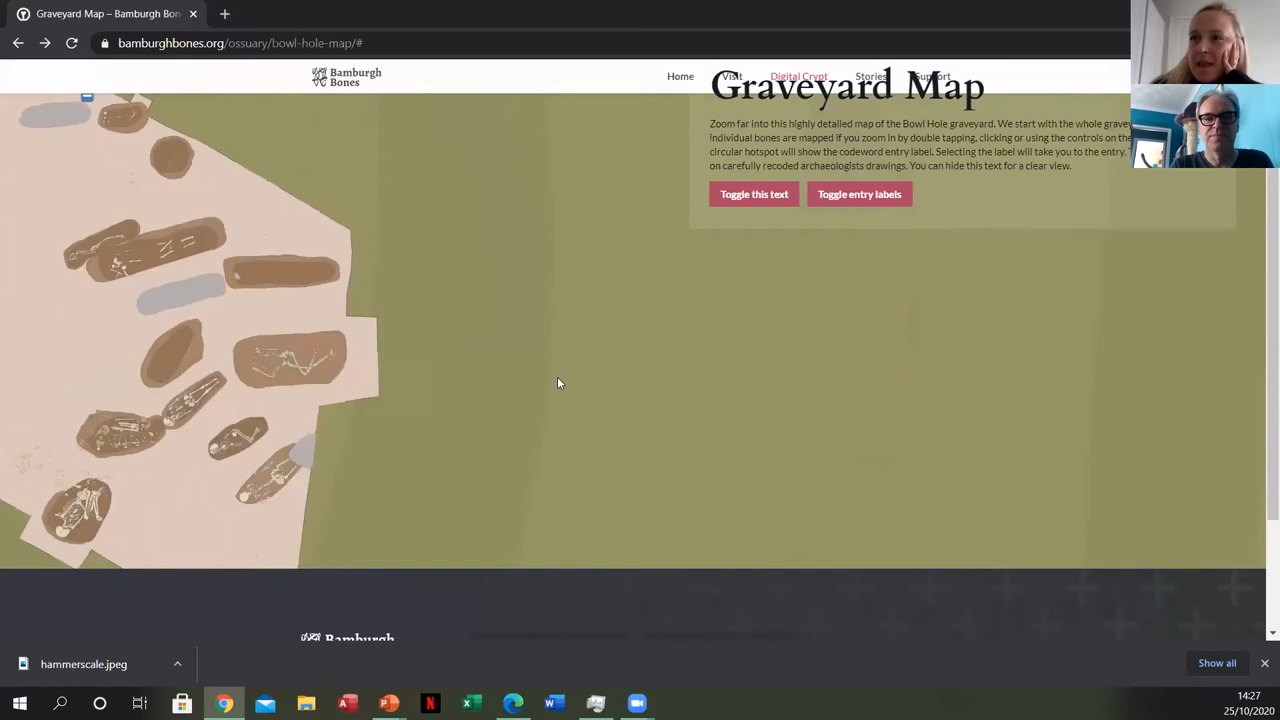 Graveyard Map – Bamburgh Bon
bamburghbones.org/ossuary/bowl-hole-map/#
Bamburgh
Bones
Home
Visit
Digital Crypt
Stories
Support
Graveyard Map
Zoom far into this highly detailed map of the Bowl Hole graveyard. We start with the whole gravey
individual bones are mapped if you zoom in by double tapping, clicking or using the controls on the
circular hotspot will show the codeword entry label. Selecting the label will take you to the entry. T
on carefully recoded archaeologists drawings. You can hide this text for a clear view.
Toggle this text
Toggle entry labels
Bamburgh
hammerscale.jpeg
Show all
14:27
25/10/2020